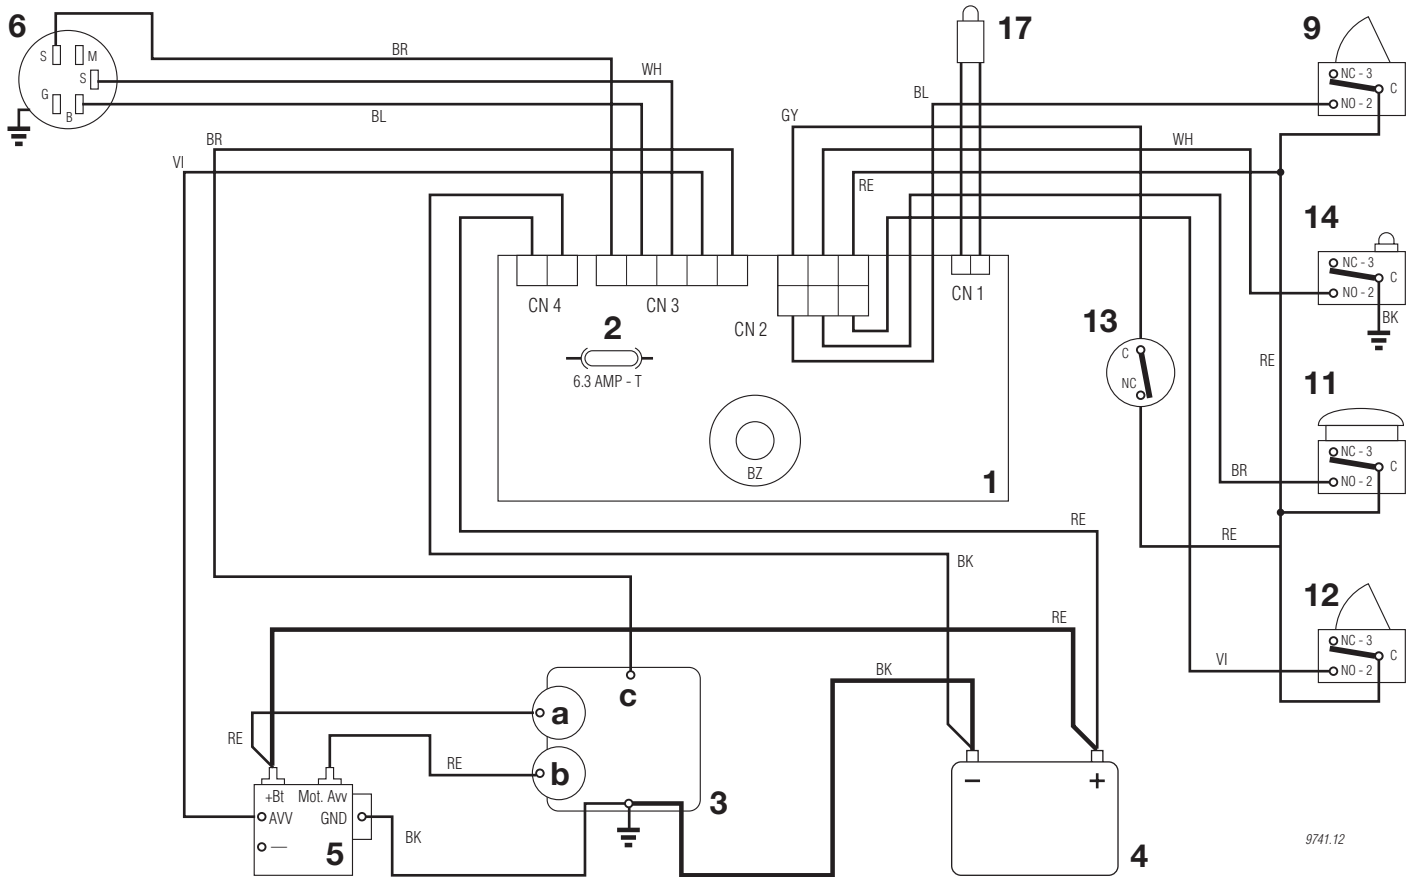 6
17
9
S
M
BR
NC - 3
S
WH
C
BL
NO - 2
G
GY
B
BL
BR
WH
VI
RE
14
NC - 3
C
CN 1
NO - 2
CN 4
CN 3
BK
2
CN 2
13
C
RE
6.3 AMP - T
NC
11
NC - 3
C
BZ
BR
NO - 2
1
RE
RE
BK
12
RE
NC - 3
C
VI
NO - 2
BK
c
a
RE
RE
b
–
+
+Bt
Mot. Avv
3
AVV
GND
BK
9741.12
—
5
4